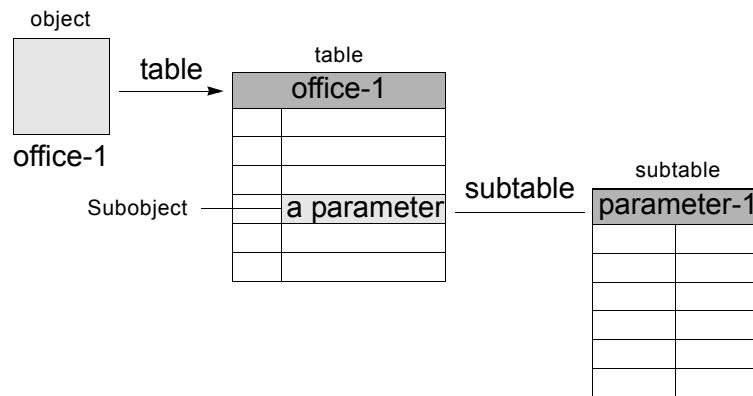 object
table
table
office-1
office-1
subtable
Subobject
a parameter
subtable
parameter-1